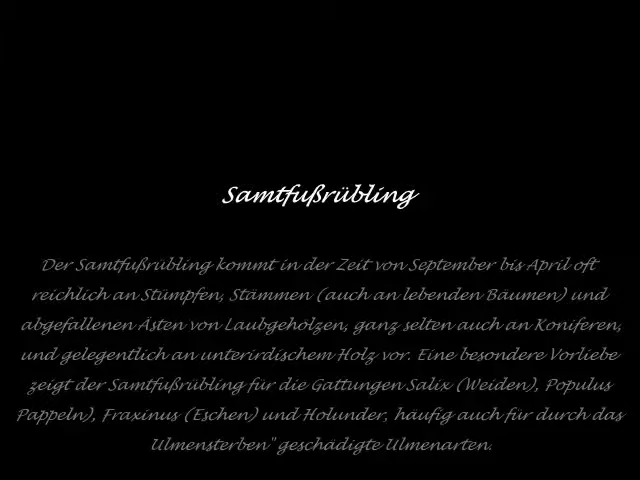 Samtfußrübling
Der Samtfußrübling kommt in der Zeit von September bis April oft
reichlich an Stümpfen, Stämmen (auch an lebenden Bäumen) und
abgefallenen Ästen von Laubgehölzen, ganz selten auch an Koniferen,
und gelegentlich an unterirdischem Holz vor. Eine besondere Vorliebe
zeigt der Samtfußrübling für die Gattungen Salix (Weiden), Populus
Pappeln), Fraxinus (Eschen) und Holunder, häufig auch für durch das
Ulmensterben" geschädigte Ulmenarten.